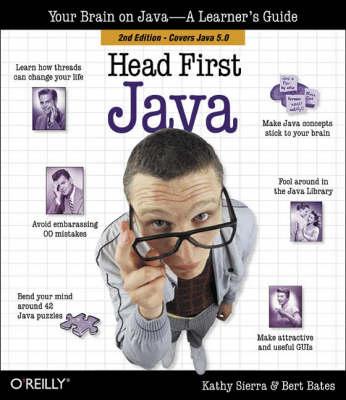 Your Brain on Java—A Learner's Guide
2nd Edition - Covers Java 5.0
Head First
Java
Learn how threads
can change your life
Make Java concepts
stick to your brain
Fool around in
the Java Library
Avoid embarassing
OO mistakes
Bend your mind
around 42
Java puzzles
Make attractive
and useful GUIs
O'REILLY®
Kathy Sierra & Bert Bates